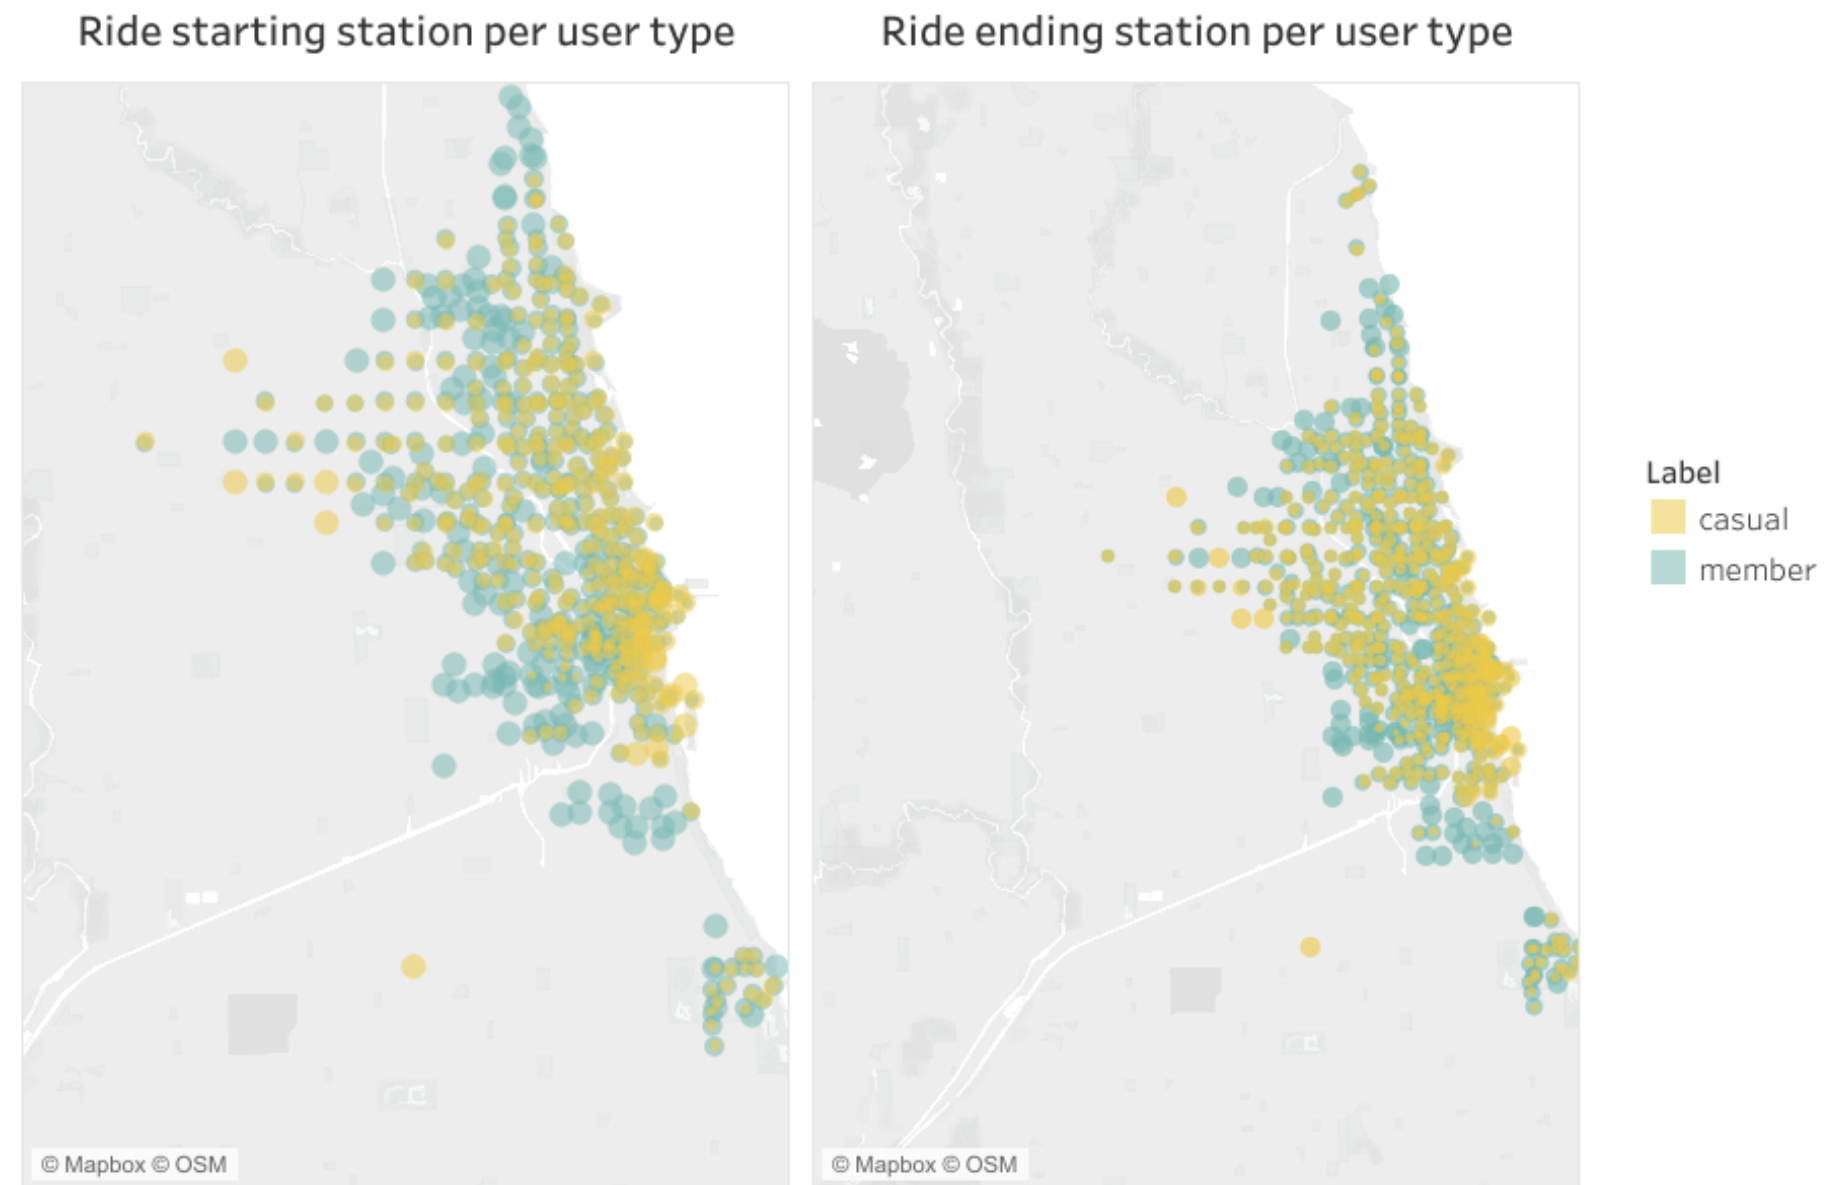 Ride starting station per user type
Ride ending station per user type
Label
casual
member
© Mapbox © OSM
© Mapbox © OSM